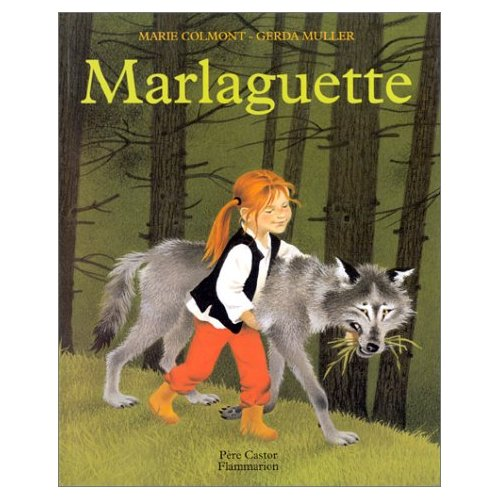 MARIE COLMONT - GERDA MULLER
Marlaguette
Père Castor
Flammarion